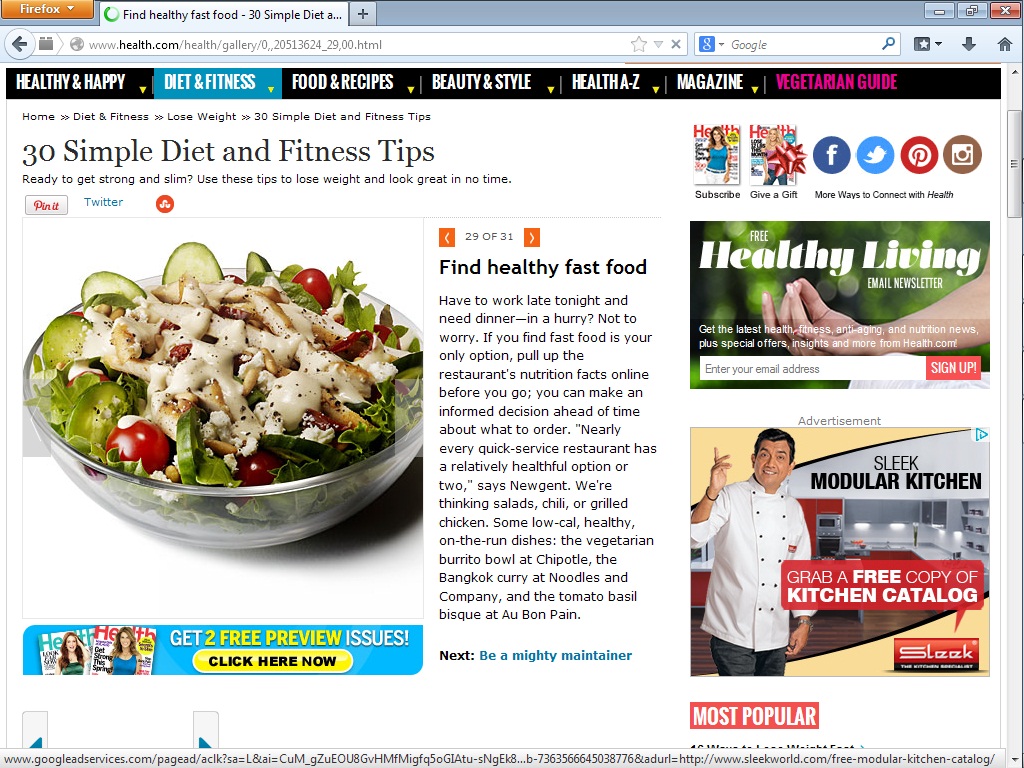 Firefox
Find healthy fast food - 30 Simple Diet a...
www.health.com/health/gallery/0,,20513624_29,00.html
Google
HEALTHY & HAPPY | DIET & FITNESS FOOD & RECIPES | BEAUTY & STYLE | HEALTH A-Z | MAGAZINE | VEGETARIAN GUIDE
Home >> Diet & Fitness >> Lose Weight >> 30 Simple Diet and Fitness Tips
30 Simple Diet and Fitness Tips
Ready to get strong and slim? Use these tips to lose weight and look great in no time.
Pin it Twitter
29 OF 31
Find healthy fast food
Have to work late tonight and
need dinner—in a hurry? Not to
worry. If you find fast food is your
only option, pull up the
restaurant's nutrition facts online
before you go; you can make an
informed decision ahead of time
about what to order. "Nearly
every quick-service restaurant has
a relatively healthful option or
two," says Newgent. We're
thinking salads, chili, or grilled
chicken. Some low-cal, healthy,
on-the-run dishes: the vegetarian
burrito bowl at Chipotle, the
Bangkok curry at Noodles and
Company, and the tomato basil
bisque at Au Bon Pain.
Next: Be a mighty maintainer
Health Health
GET 2 FREE PREVIEW ISSUES!
CLICK HERE NOW
Health Health
Subscribe Give a Gift
More Ways to Connect with Health
FREE
Healthy Living
EMAIL NEWSLETTER
Get the latest health, fitness, anti-aging, and nutrition news,
plus special offers, insights and more from Health.com!
Enter your email address SIGN UP!
Advertisement
SLEEK
MODULAR KITCHEN
GRAB A FREE COPY OF
KITCHEN CATALOG
Sleek
THE KITCHEN SPECIALIST
MOST POPULAR
16 Ways to Lose Weight Fast
www.googleadservices.com/pagead/aclk?sa=L&ai=CuM_gZuEOU8GvHMfMigfq5oGIAtu-sNgEk8...b-7363566645038776&adurl=http://www.sleekworld.com/free-modular-kitchen-catalog/